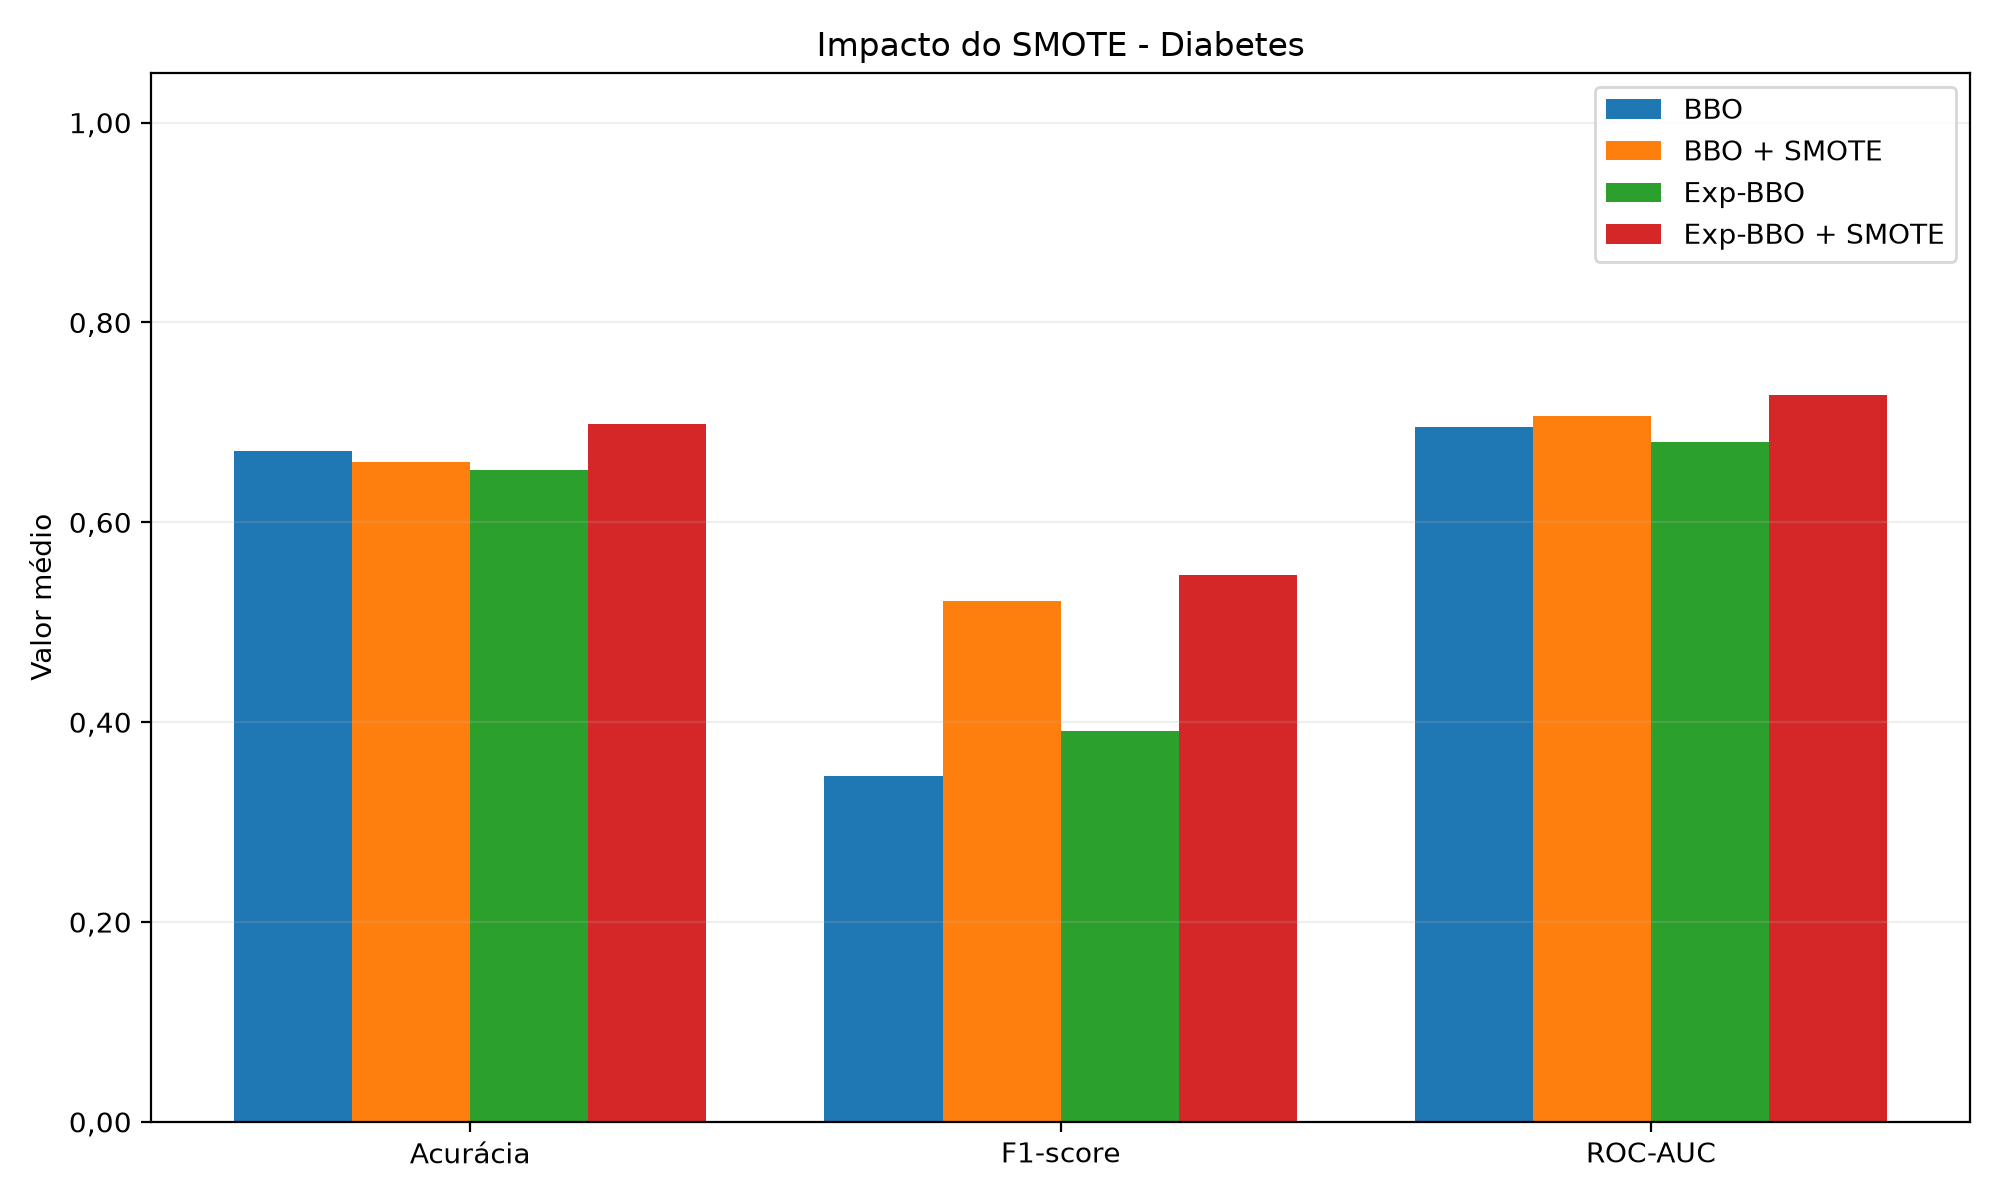 Impacto do SMOTE - Diabetes
BBO
BBO + SMOTE
Exp-BBO
Exp-BBO + SMOTE
Valor médio
1,00
0,80
0,60
0,40
0,20
0,00
Acurácia
F1-score
ROC-AUC